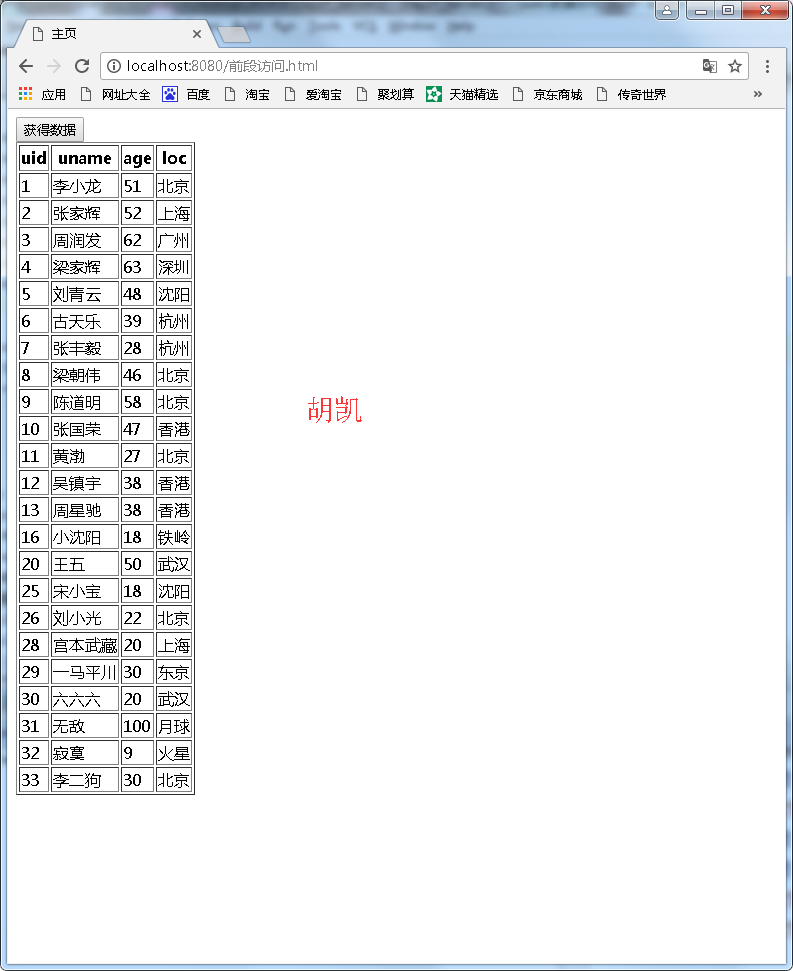 主页
localhost:8080/前段访问.html
应用 网址大全 百度 淘宝 爱淘宝 聚划算 天猫精选 京东商城 传奇世界 »
获得数据
uid uname age loc
1 李小龙 51 北京
2 张家辉 52 上海
3 周润发 62 广州
4 梁家辉 63 深圳
5 刘青云 48 沈阳
6 古天乐 39 杭州
7 张丰毅 28 杭州
8 梁朝伟 46 北京
9 陈道明 58 北京
10 张国荣 47 香港
11 黄渤 27 北京
12 吴镇宇 38 香港
13 周星驰 38 香港
16 小沈阳 18 铁岭
20 王五 50 武汉
25 宋小宝 18 沈阳
26 刘小光 22 北京
28 宫本武藏 20 上海
29 一马平川 30 东京
30 六六六 20 武汉
31 无敌 100 月球
32 寂寞 9 火星
33 李二狗 30 北京
胡凯